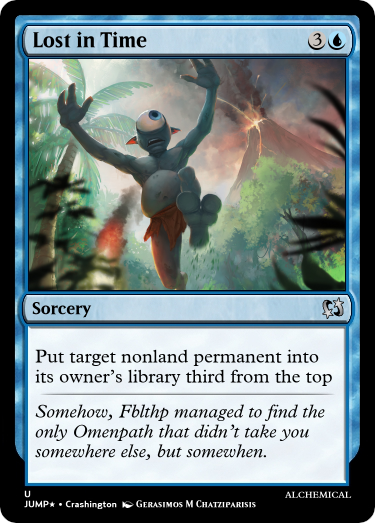 Lost in Time 3
Sorcery
Put target nonland permanent into
its owner's library third from the top
Somehow, Fblthp managed to find the
only Omenpath that didn't take you
somewhere else, but somewhen.
U
ALCHEMICAL
JUMP★ • Crashington GERASIMOS M CHATZIPARISIS